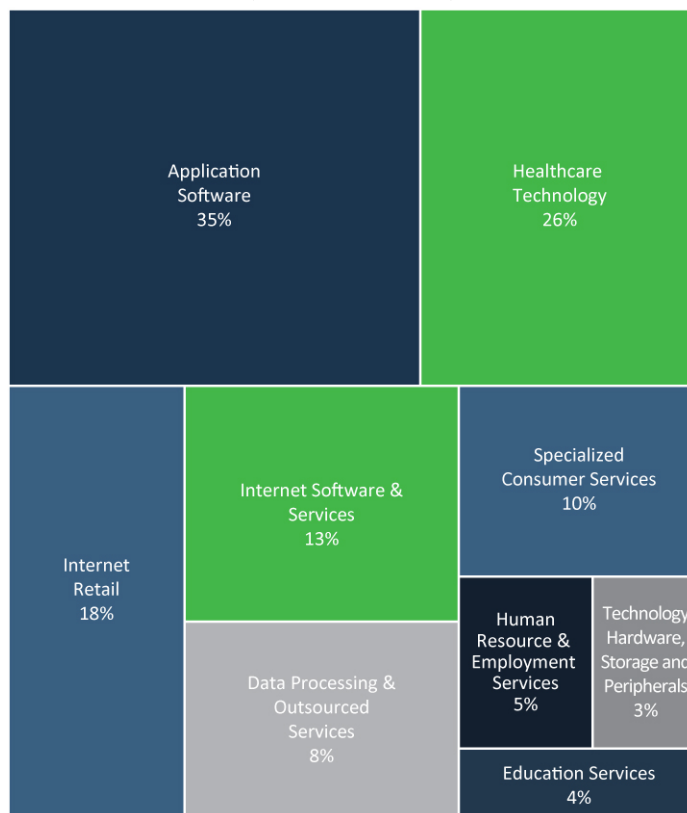 Application
Software
35%
Healthcare
Technology
26%
Internet
Retail
18%
Internet Software &
Services
13%
Data Processing &
Outsourced
Services
8%
Specialized
Consumer Services
10%
Human
Resource &
Employment
Services
5%
Technology
Hardware,
Storage and
Peripherals
3%
Education Services
4%